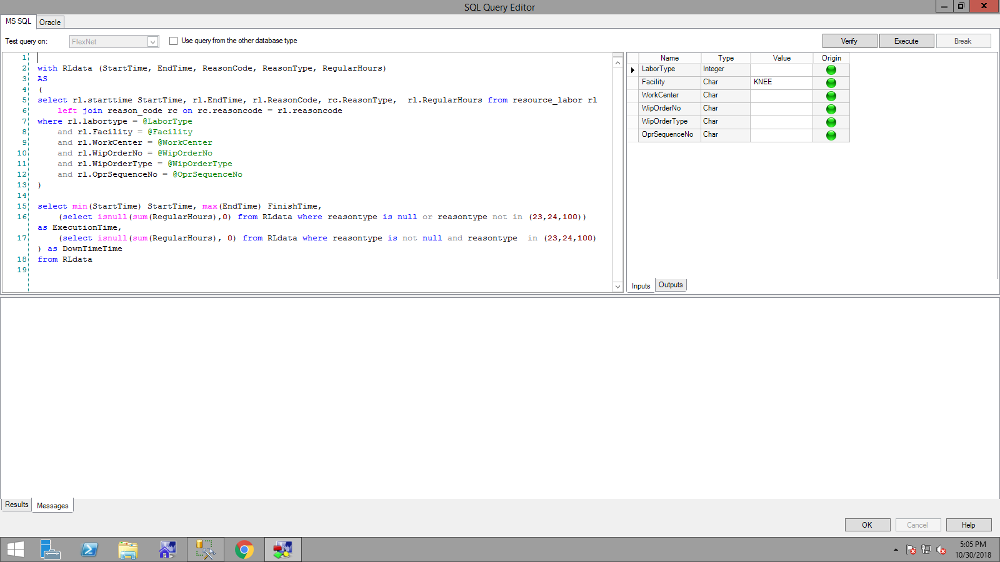 SQL Query Editor
MS SQL Oracle
Test query on: FlexNet Use query from the other database type Verify Execute Break
1
2 with RLdata (StartTime, EndTime, ReasonCode, ReasonType, RegularHours)
3 AS
4 (
5 select rl.starttime StartTime, rl.EndTime, rl.ReasonCode, rc.ReasonType, rl.RegularHours from resource_labor rl
6 left join reason_code rc on rc.reasoncode = rl.reasoncode
7 where rl.labortype = @LaborType
8 and rl.Facility = @Facility
9 and rl.WorkCenter = @WorkCenter
10 and rl.WipOrderNo = @WipOrderNo
11 and rl.WipOrderType = @WipOrderType
12 and rl.OprSequenceNo = @OprSequenceNo
13 )
14
15 select min(StartTime) StartTime, max(EndTime) FinishTime,
16 (select isnull(sum(RegularHours),0) from RLdata where reasontype is null or reasontype not in (23,24,100))
as ExecutionTime,
17 (select isnull(sum(RegularHours), 0) from RLdata where reasontype is not null and reasontype in (23,24,100)
) as DownTimeTime
18 from RLdata
19
Name Type Value Origin
LaborType Integer
Facility Char KNEE
WorkCenter Char
WipOrderNo Char
WipOrderType Char
OprSequenceNo Char
Inputs Outputs
Results Messages
OK Cancel Help
5:05 PM
10/30/2018